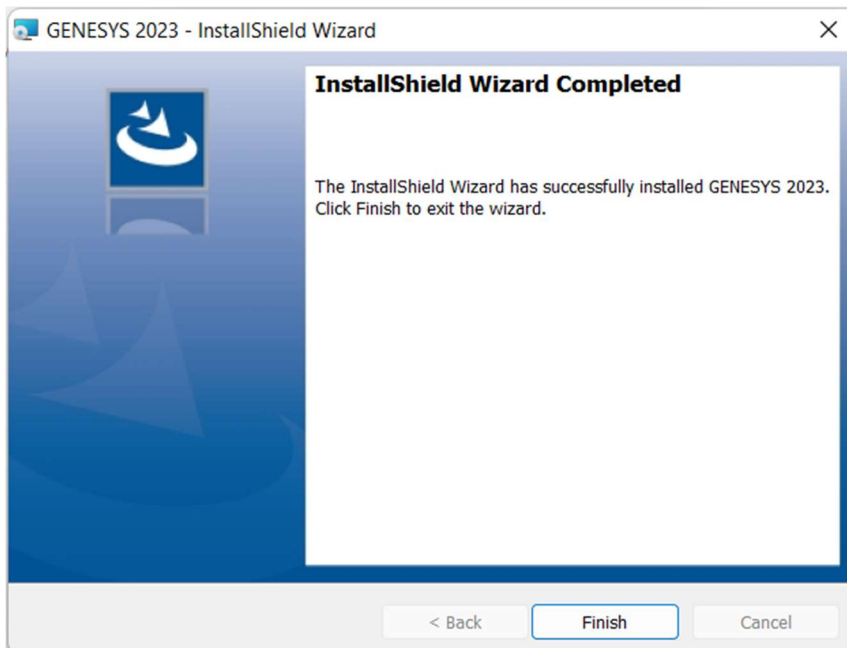 GENESYS 2023 - InstallShield Wizard
InstallShield Wizard Completed
The InstallShield Wizard has successfully installed GENESYS 2023.
Click Finish to exit the wizard.
< Back
Finish
Cancel